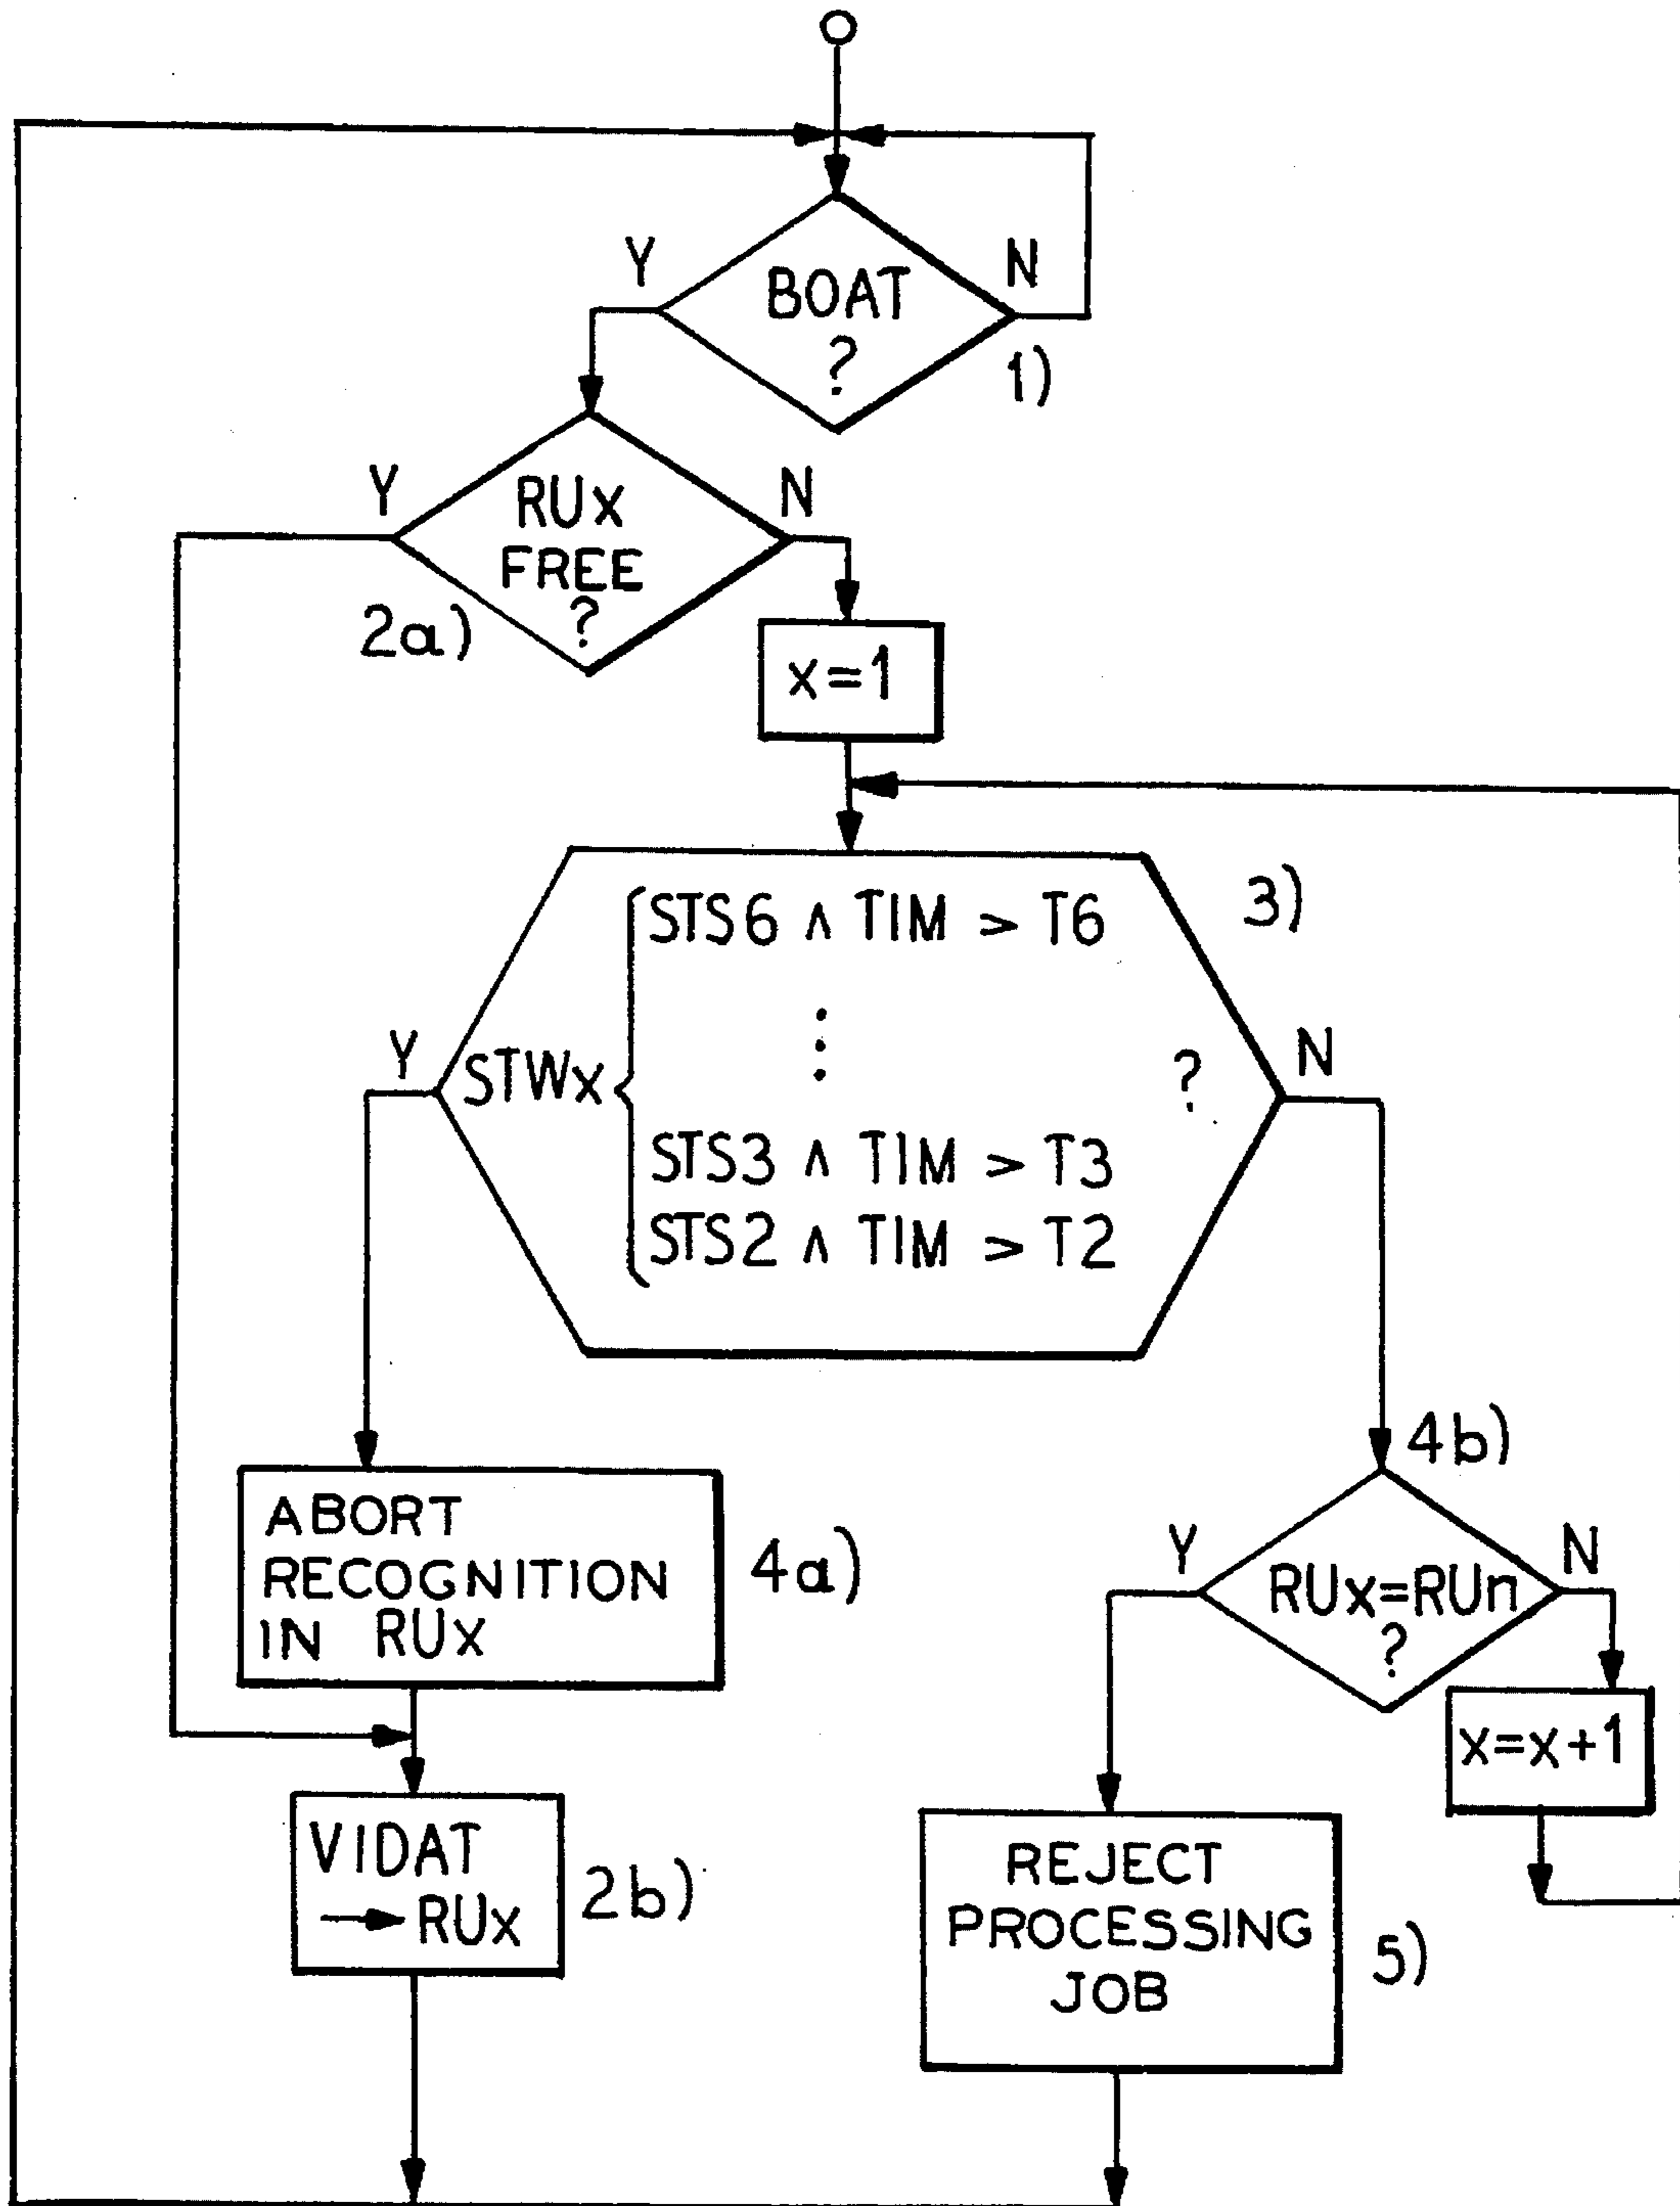 Y
BOAT
?
N
1)
Y
RUx
FREE
?
N
2a)
x=1
3)
STS6 ∧ TIM > T6
⋮
Y
STWx {
?
N
STS3 ∧ TIM > T3
STS2 ∧ TIM > T2
4b)
ABORT
RECOGNITION
IN RUx
4a)
Y
RUx=RUn
?
N
x=x+1
VIDAT
→ RUx
2b)
REJECT
PROCESSING
JOB
5)